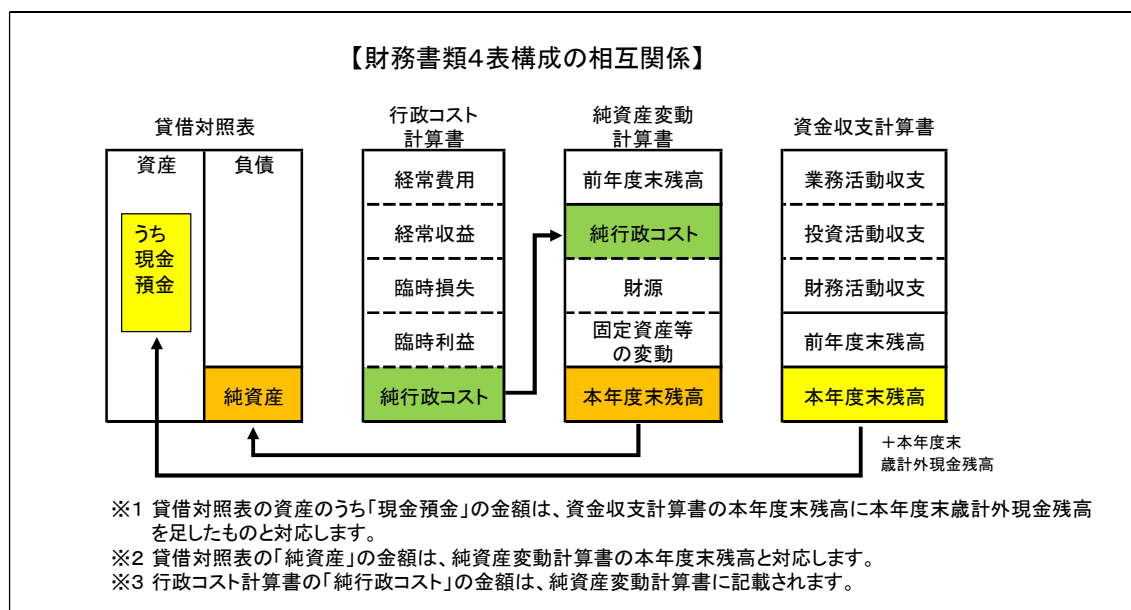 【財務書類4表構成の相互関係】
貸借対照表
資産
負債
うち
現金
預金
純資産
行政コスト
計算書
経常費用
経常収益
臨時損失
臨時利益
純行政コスト
純資産変動
計算書
前年度末残高
純行政コスト
財源
固定資産等
の変動
本年度末残高
資金収支計算書
業務活動収支
投資活動収支
財務活動収支
前年度末残高
本年度末残高
＋本年度末
歳計外現金残高
※1 貸借対照表の資産のうち「現金預金」の金額は、資金収支計算書の本年度末残高に本年度末歳計外現金残高
を足したものと対応します。
※2 貸借対照表の「純資産」の金額は、純資産変動計算書の本年度末残高と対応します。
※3 行政コスト計算書の「純行政コスト」の金額は、純資産変動計算書に記載されます。